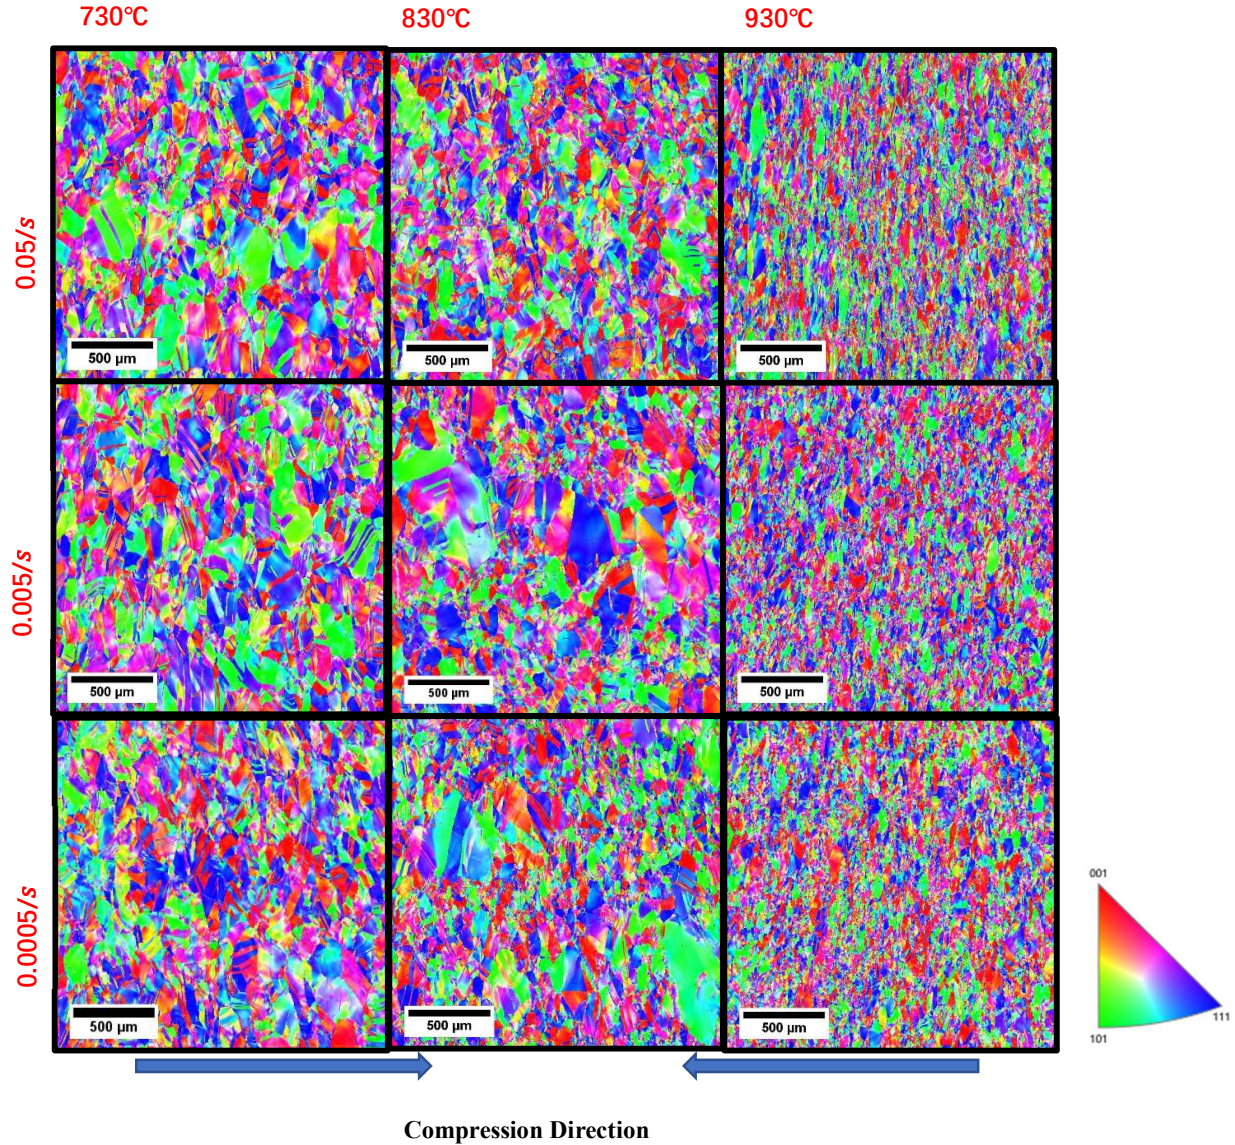 730℃ 830℃ 930℃
0.05/s
500 µm 500 µm 500 µm
0.005/s
500 µm 500 µm 500 µm
0.0005/s
500 µm 500 µm 500 µm
001
111
101
Compression Direction